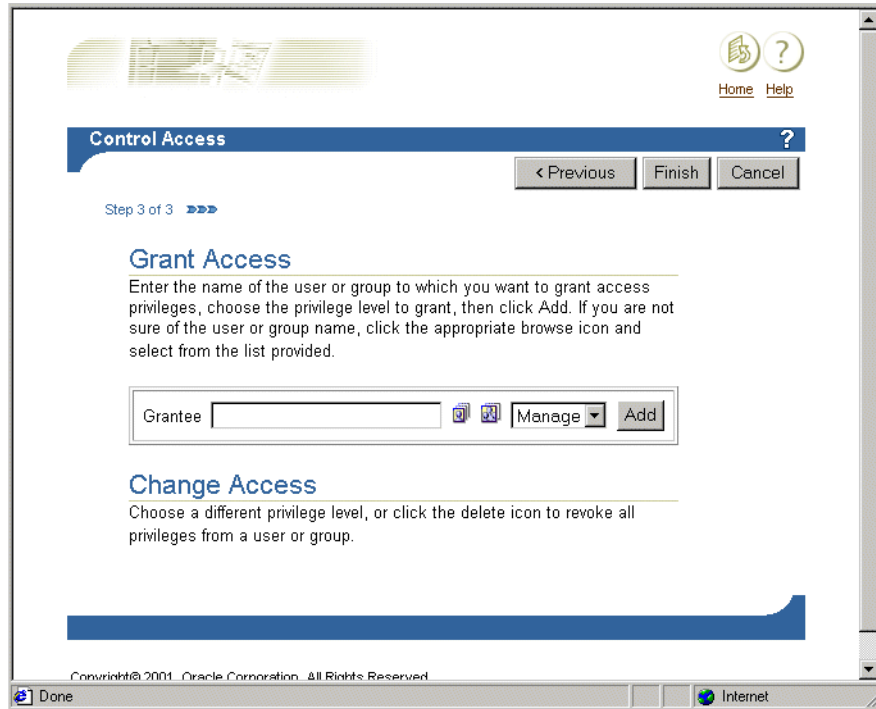 Home Help
Control Access ?
< Previous Finish Cancel
Step 3 of 3
Grant Access
Enter the name of the user or group to which you want to grant access
privileges, choose the privilege level to grant, then click Add. If you are not
sure of the user or group name, click the appropriate browse icon and
select from the list provided.
Grantee Manage Add
Change Access
Choose a different privilege level, or click the delete icon to revoke all
privileges from a user or group.
Copyright© 2001, Oracle Corporation. All Rights Reserved
Done Internet